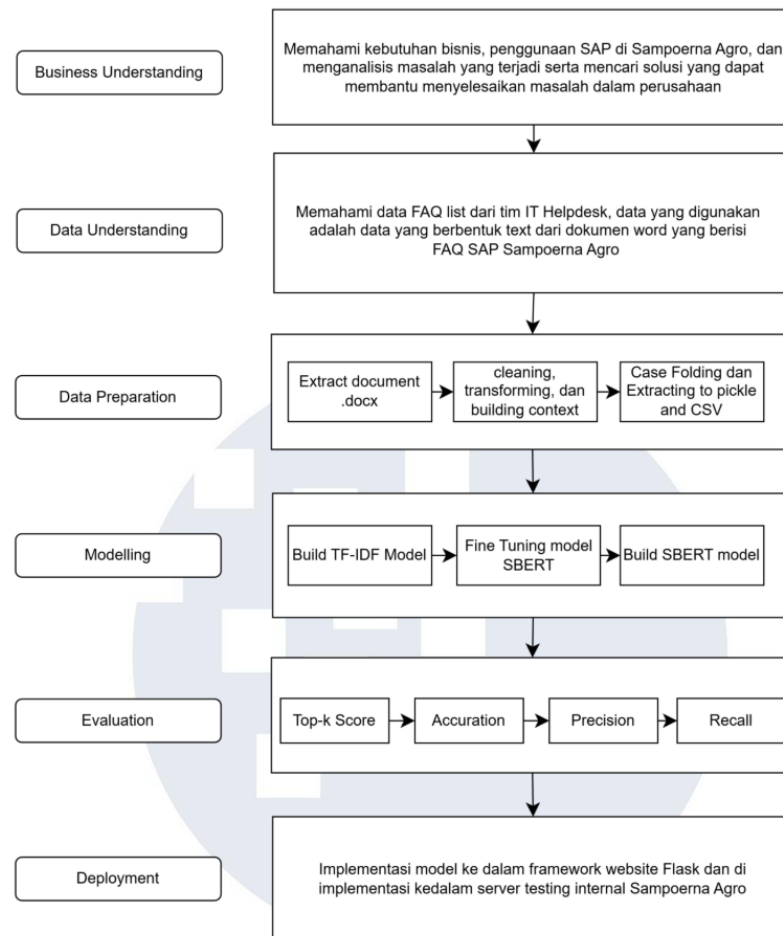 Business Understanding
Memahami kebutuhan bisnis, penggunaan SAP di Sampoerna Agro, dan
menganalisis masalah yang terjadi serta mencari solusi yang dapat
membantu menyelesaikan masalah dalam perusahaan
Data Understanding
Memahami data FAQ list dari tim IT Helpdesk, data yang digunakan
adalah data yang berbentuk text dari dokumen word yang berisi
FAQ SAP Sampoerna Agro
Data Preparation
Extract document
.docx
cleaning,
transforming, dan
building context
Case Folding dan
Extracting to pickle
and CSV
Modelling
Build TF-IDF Model
Fine Tuning model
SBERT
Build SBERT model
Evaluation
Top-k Score
Accuration
Precision
Recall
Deployment
Implementasi model ke dalam framework website Flask dan di
implementasi kedalam server testing internal Sampoerna Agro